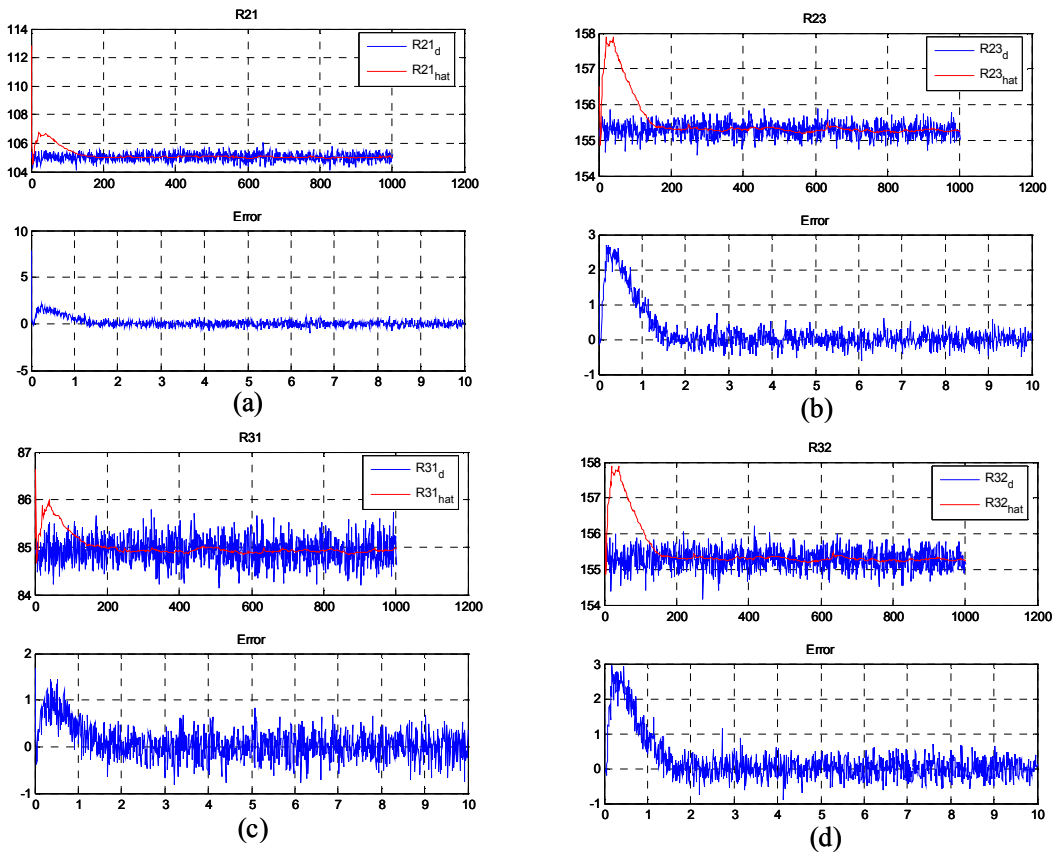 R21
114
112
110
108
106
104
0 200 400 600 800 1000 1200
R21d
R21hat
Error
10
5
0
-5
0 1 2 3 4 5 6 7 8 9 10
(a)
R23
158
157
156
155
154
0 200 400 600 800 1000 1200
R23d
R23hat
Error
3
2
1
0
-1
0 1 2 3 4 5 6 7 8 9 10
(b)
R31
87
86
85
84
0 200 400 600 800 1000 1200
R31d
R31hat
Error
2
1
0
-1
0 1 2 3 4 5 6 7 8 9 10
(c)
R32
158
157
156
155
154
0 200 400 600 800 1000 1200
R32d
R32hat
Error
3
2
1
0
-1
0 1 2 3 4 5 6 7 8 9 10
(d)